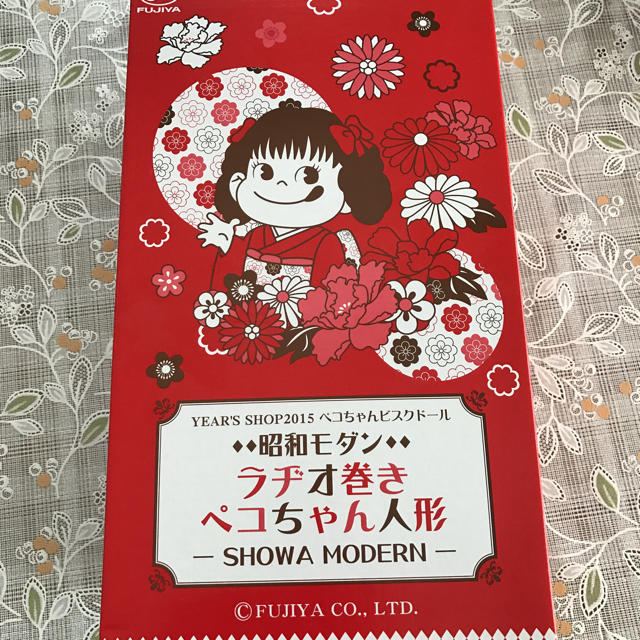 FUJIYA
YEAR'S SHOP2015 ペコちゃんビスクドール
◆◆昭和モダン◆◆
ラヂオ巻き
ペコちゃん人形
— SHOWA MODERN —
©FUJIYA CO., LTD.